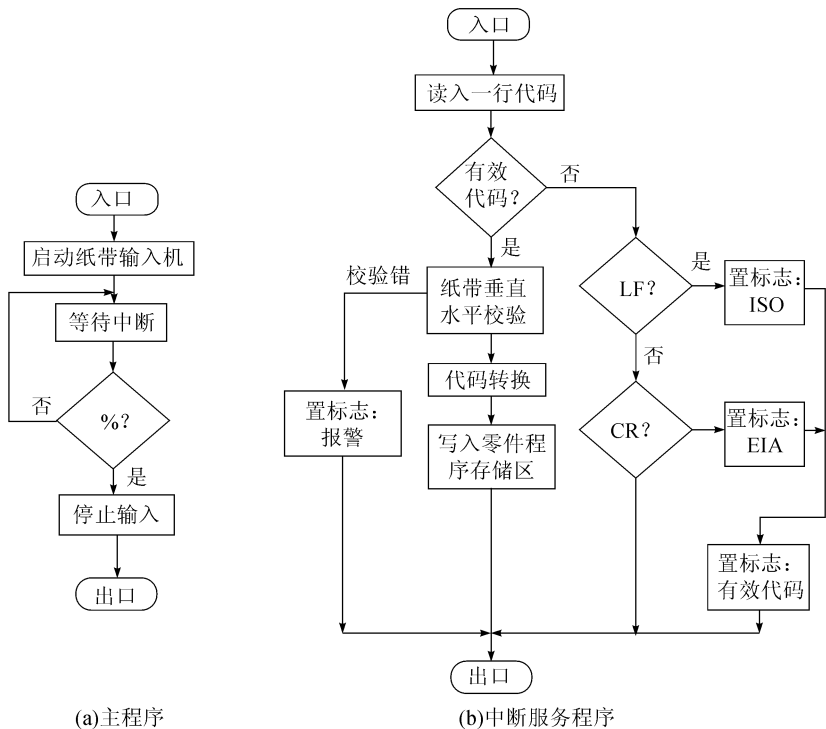 入口
启动纸带输入机
等待中断
否
%?
是
停止输入
出口
(a)主程序
入口
读入一行代码
有效
代码?
否
是
校验错
纸带垂直
水平校验
LF?
是
置标志:
ISO
否
代码转换
置标志:
报警
CR?
置标志:
EIA
写入零件程
序存储区
置标志:
有效代码
出口
(b)中断服务程序